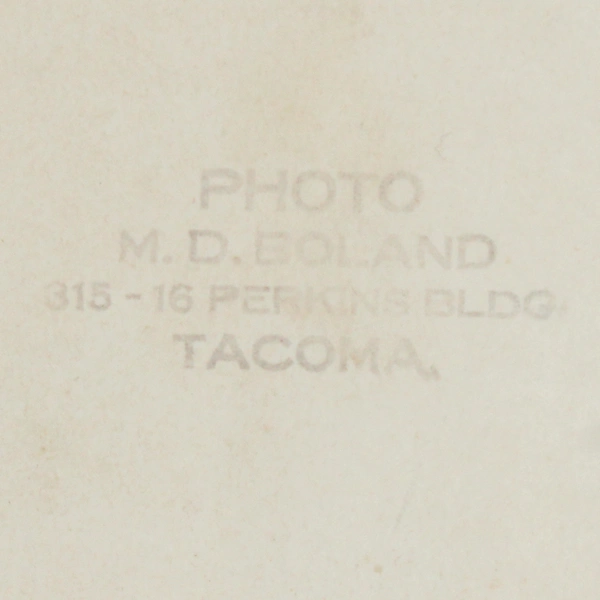 PHOTO
M. D. BOLAND
315 - 16 PERKINS BLDG.
TACOMA.